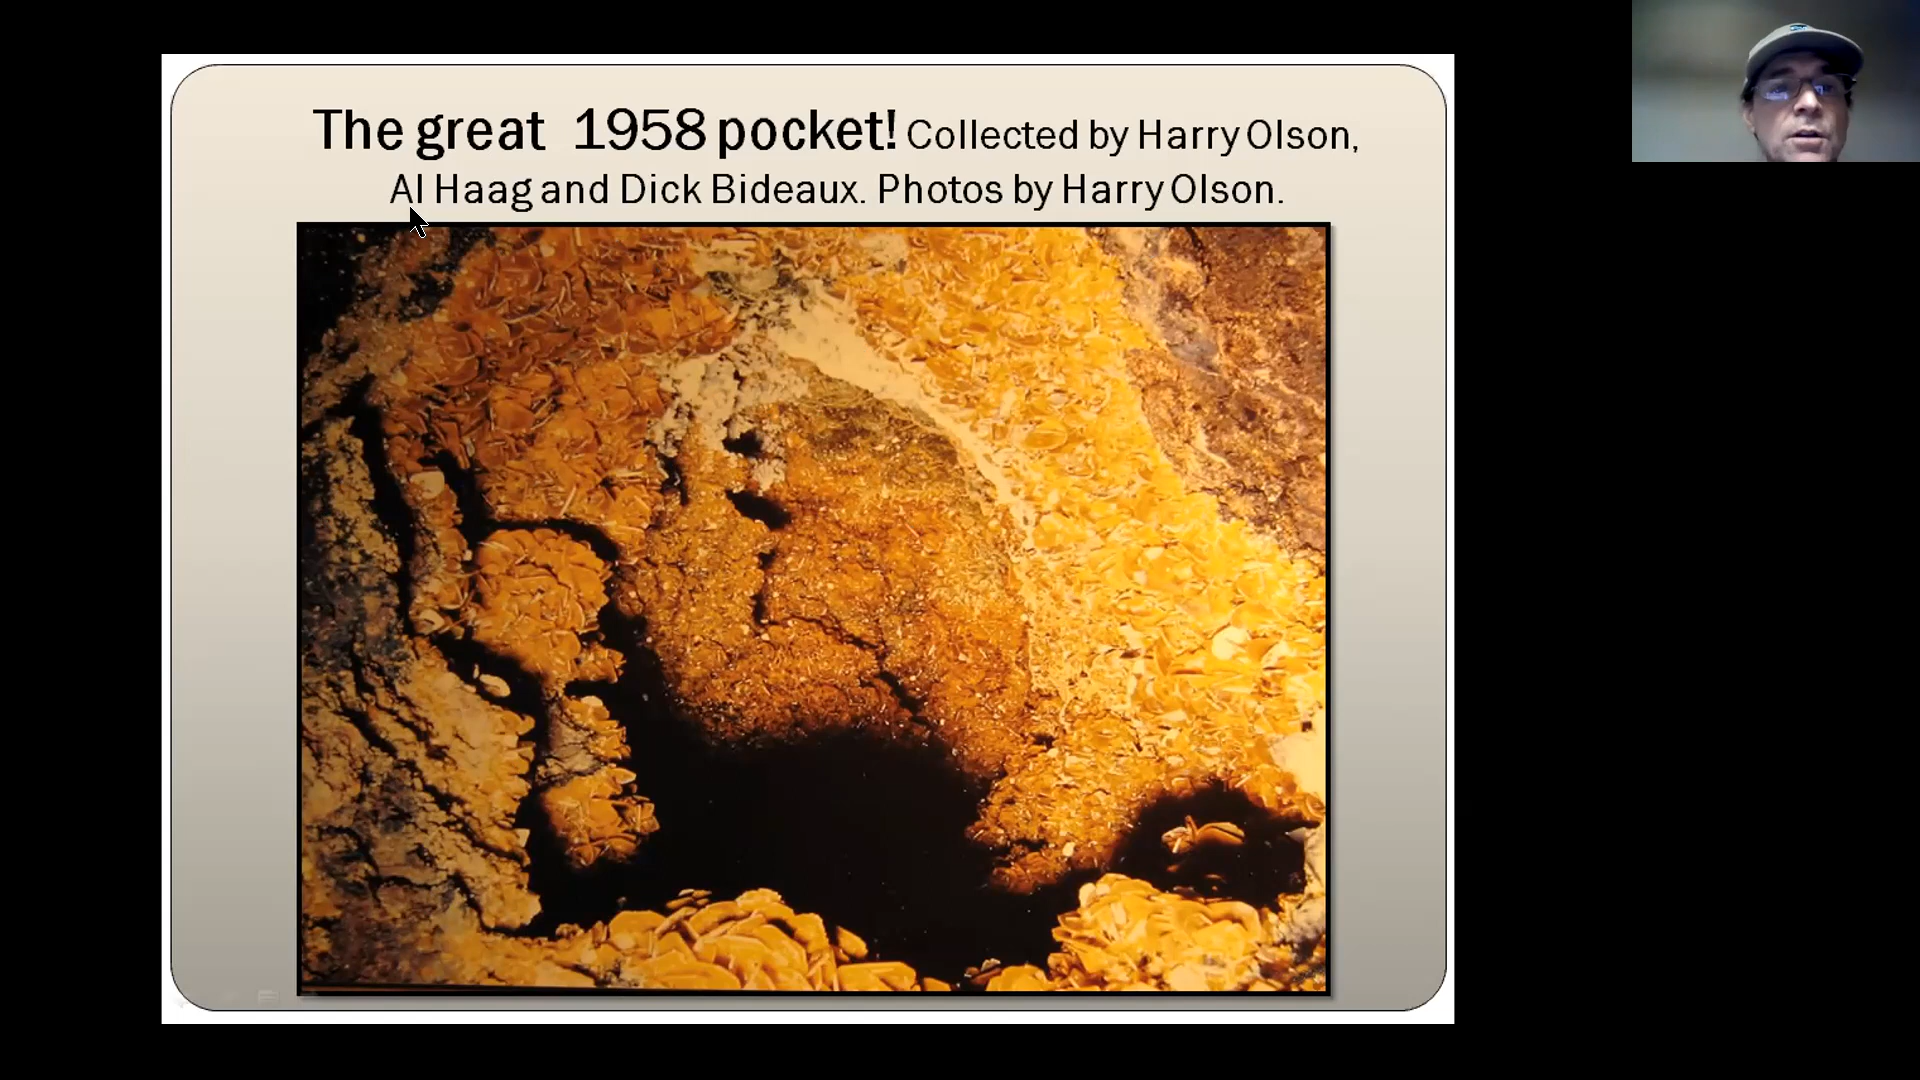 The great 1958 pocket! Collected by Harry Olson,
Al Haag and Dick Bideaux. Photos by Harry Olson.